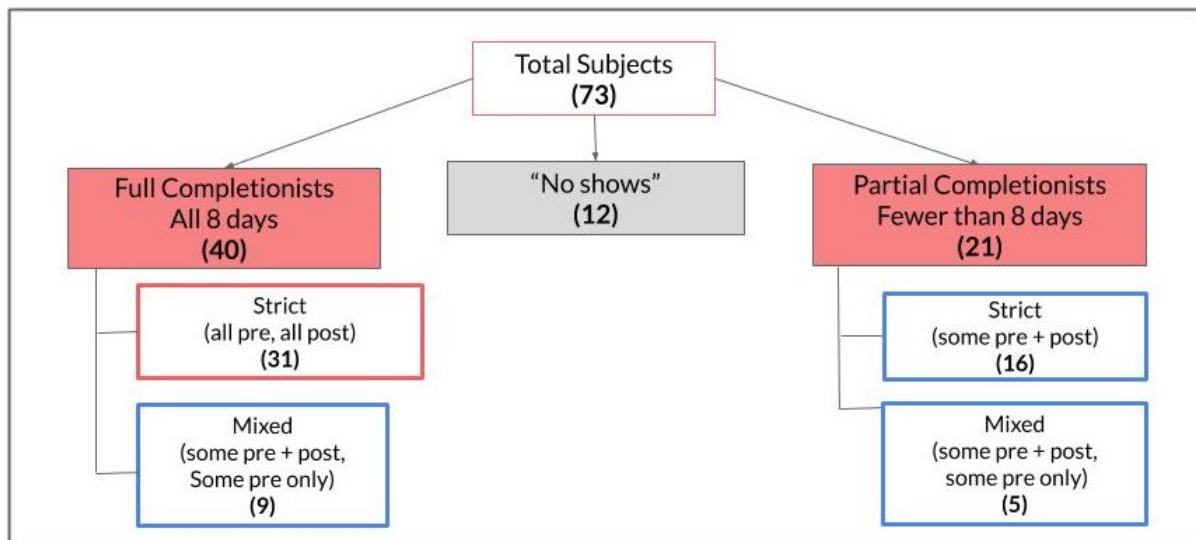 Total Subjects
(73)
Full Completionists
All 8 days
(40)
“No shows”
(12)
Partial Completionists
Fewer than 8 days
(21)
Strict
(all pre, all post)
(31)
Mixed
(some pre + post,
Some pre only)
(9)
Strict
(some pre + post)
(16)
Mixed
(some pre + post,
some pre only)
(5)